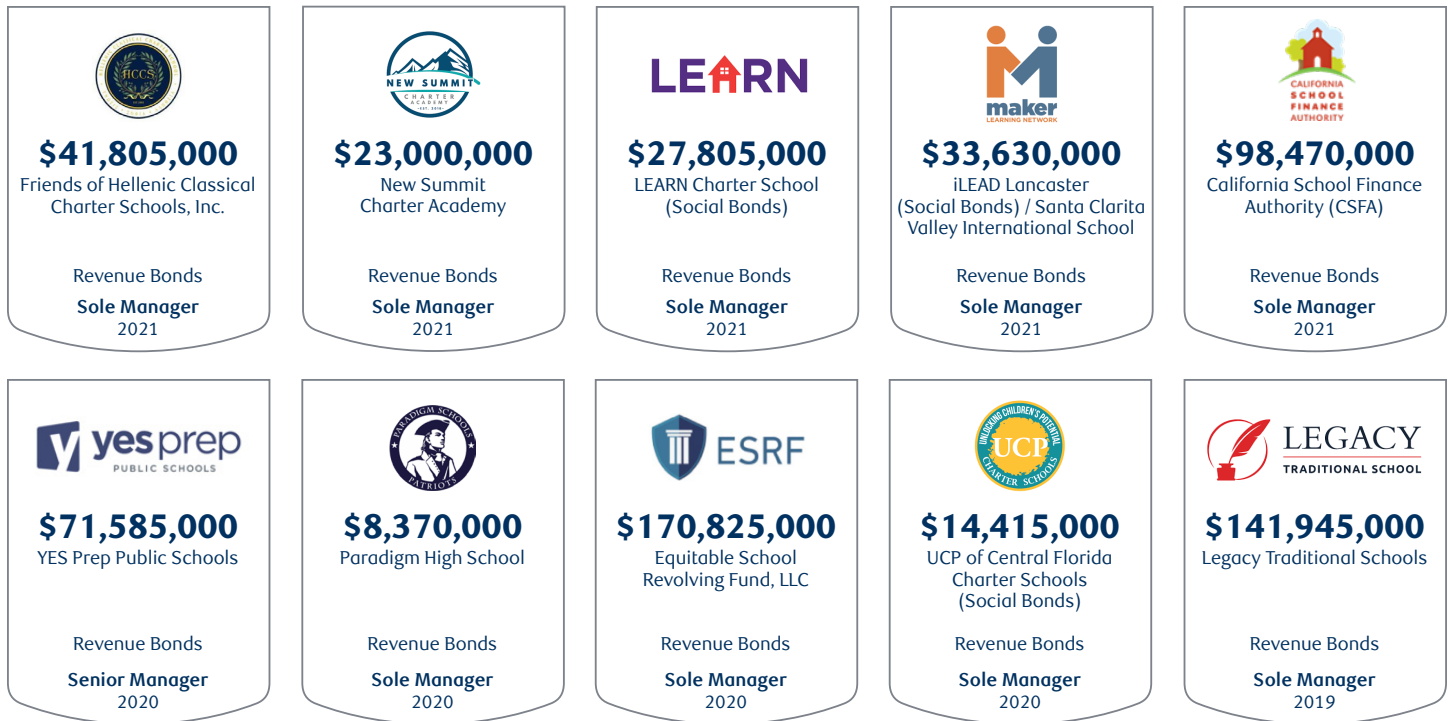 HCCS
$41,805,000
Friends of Hellenic Classical
Charter Schools, Inc.
Revenue Bonds
Sole Manager
2021
NEW SUMMIT
CHARTER
ACADEMY
$23,000,000
New Summit
Charter Academy
Revenue Bonds
Sole Manager
2021
LEARN
$27,805,000
LEARN Charter School
(Social Bonds)
Revenue Bonds
Sole Manager
2021
maker
LEARNING NETWORK
$33,630,000
iLEAD Lancaster
(Social Bonds) / Santa Clarita
Valley International School
Revenue Bonds
Sole Manager
2021
CALIFORNIA
SCHOOL
FINANCE
AUTHORITY
$98,470,000
California School Finance
Authority (CSFA)
Revenue Bonds
Sole Manager
2021
y yesprep
PUBLIC SCHOOLS
$71,585,000
YES Prep Public Schools
Revenue Bonds
Senior Manager
2020
PARADIGM SCHOOLS
PATRIOTS
$8,370,000
Paradigm High School
Revenue Bonds
Sole Manager
2020
ESRF
$170,825,000
Equitable School
Revolving Fund, LLC
Revenue Bonds
Sole Manager
2020
UNLOCKING CHILDREN'S POTENTIAL
UCP
CHARTER SCHOOLS
$14,415,000
UCP of Central Florida
Charter Schools
(Social Bonds)
Revenue Bonds
Sole Manager
2020
LEGACY
TRADITIONAL SCHOOL
$141,945,000
Legacy Traditional Schools
Revenue Bonds
Sole Manager
2019